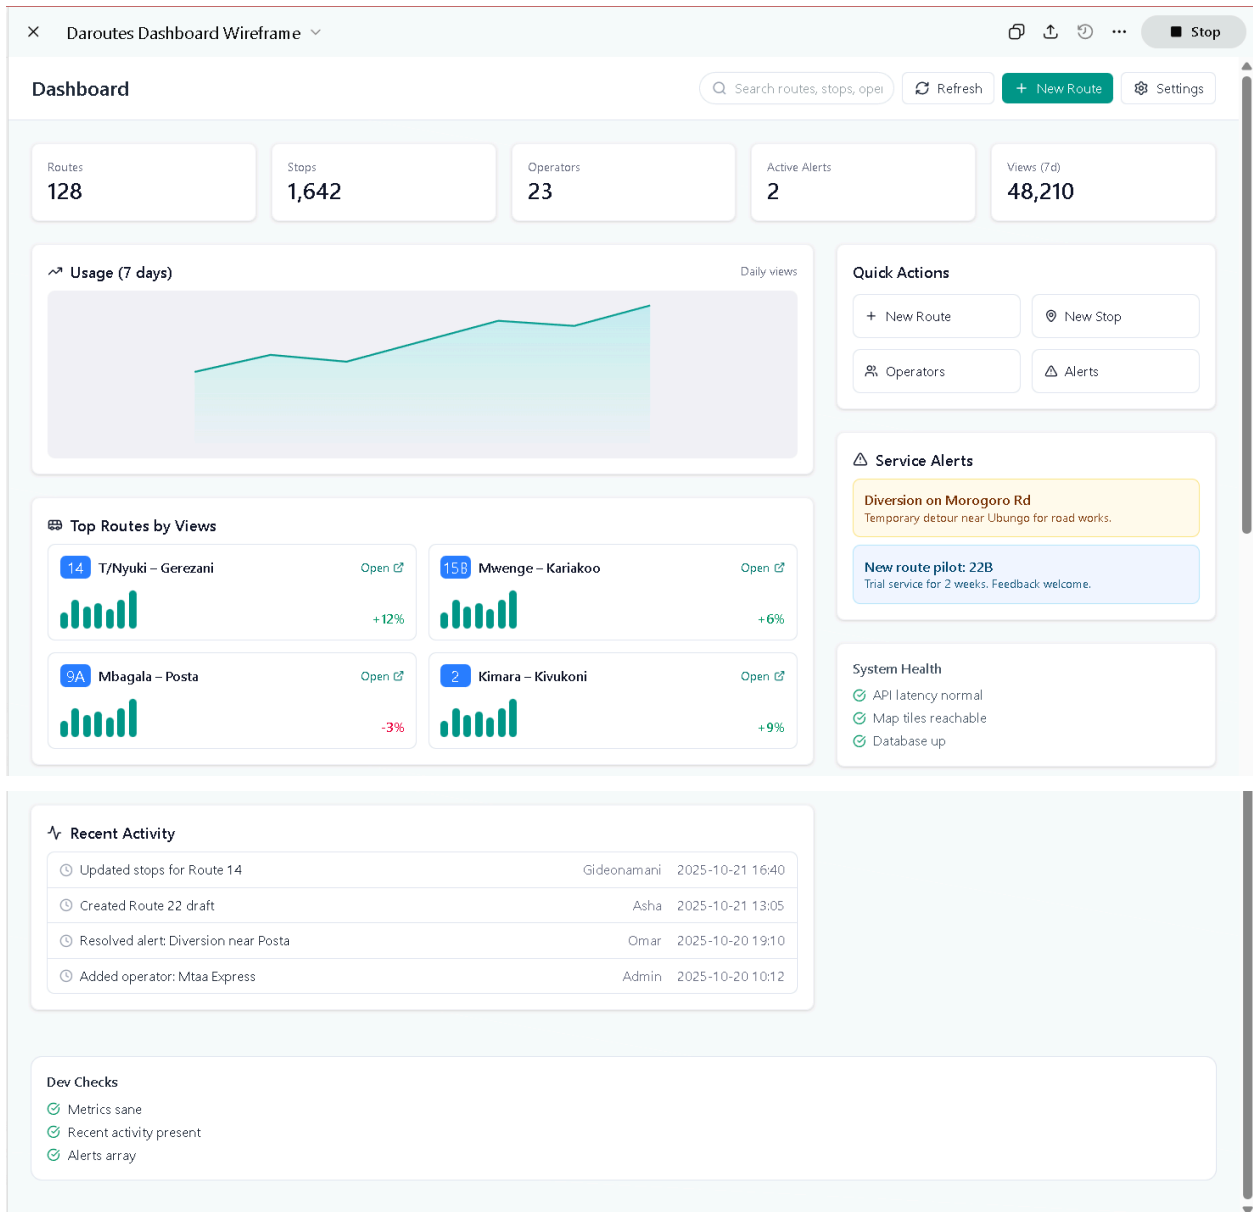 Daroutes Dashboard Wireframe
Stop
Dashboard
Search routes, stops, oper
Refresh
+ New Route
Settings
Routes
128
Stops
1,642
Operators
23
Active Alerts
2
Views (7d)
48,210
Usage (7 days)
Daily views
Quick Actions
+ New Route
New Stop
Operators
Alerts
Service Alerts
Diversion on Morogoro Rd
Temporary detour near Ubungo for road works.
New route pilot: 22B
Trial service for 2 weeks. Feedback welcome.
Top Routes by Views
14 T/Nyuki – Gerezani Open
+12%
15B Mwenge – Kariakoo Open
+6%
9A Mbagala – Posta Open
-3%
2 Kimara – Kivukoni Open
+9%
System Health
API latency normal
Map tiles reachable
Database up
Recent Activity
Updated stops for Route 14 Gideonamani 2025-10-21 16:40
Created Route 22 draft Asha 2025-10-21 13:05
Resolved alert: Diversion near Posta Omar 2025-10-20 19:10
Added operator: Mtaa Express Admin 2025-10-20 10:12
Dev Checks
Metrics sane
Recent activity present
Alerts array